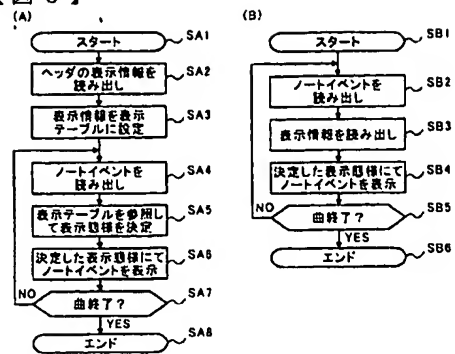 (A)
スタート
SA1
ヘッダの表示情報を
読み出し
SA2
表示情報を表示
テーブルに設定
SA3
ノートイベントを
読み出し
SA4
表示テーブルを参照し
て表示態様を決定
SA5
決定した表示態様にて
ノートイベントを表示
SA6
NO
曲終了？
SA7
YES
エンド
SA8
(B)
スタート
SB1
ノートイベントを
読み出し
SB2
表示情報を読み出し
SB3
決定した表示態様にて
ノートイベントを表示
SB4
NO
曲終了？
SB5
YES
エンド
SB6